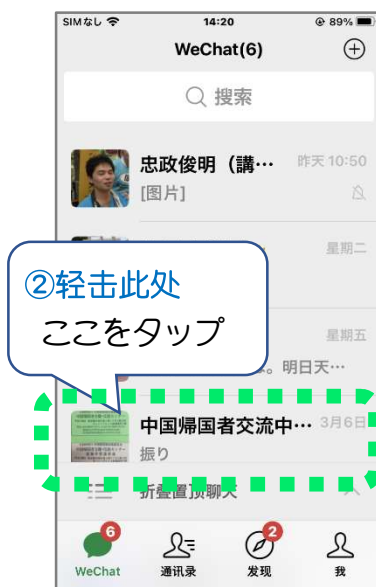 SIMなし 14:20 89%
WeChat(6) +
搜索
忠政俊明（講… 昨天 10:50
[图片]
星期二
②轻击此处
ここをタップ
星期五
。明日天…
中国帰国者交流中… 3月6日
振り
折叠置顶聊天
6 2
WeChat 通讯录 发现 我